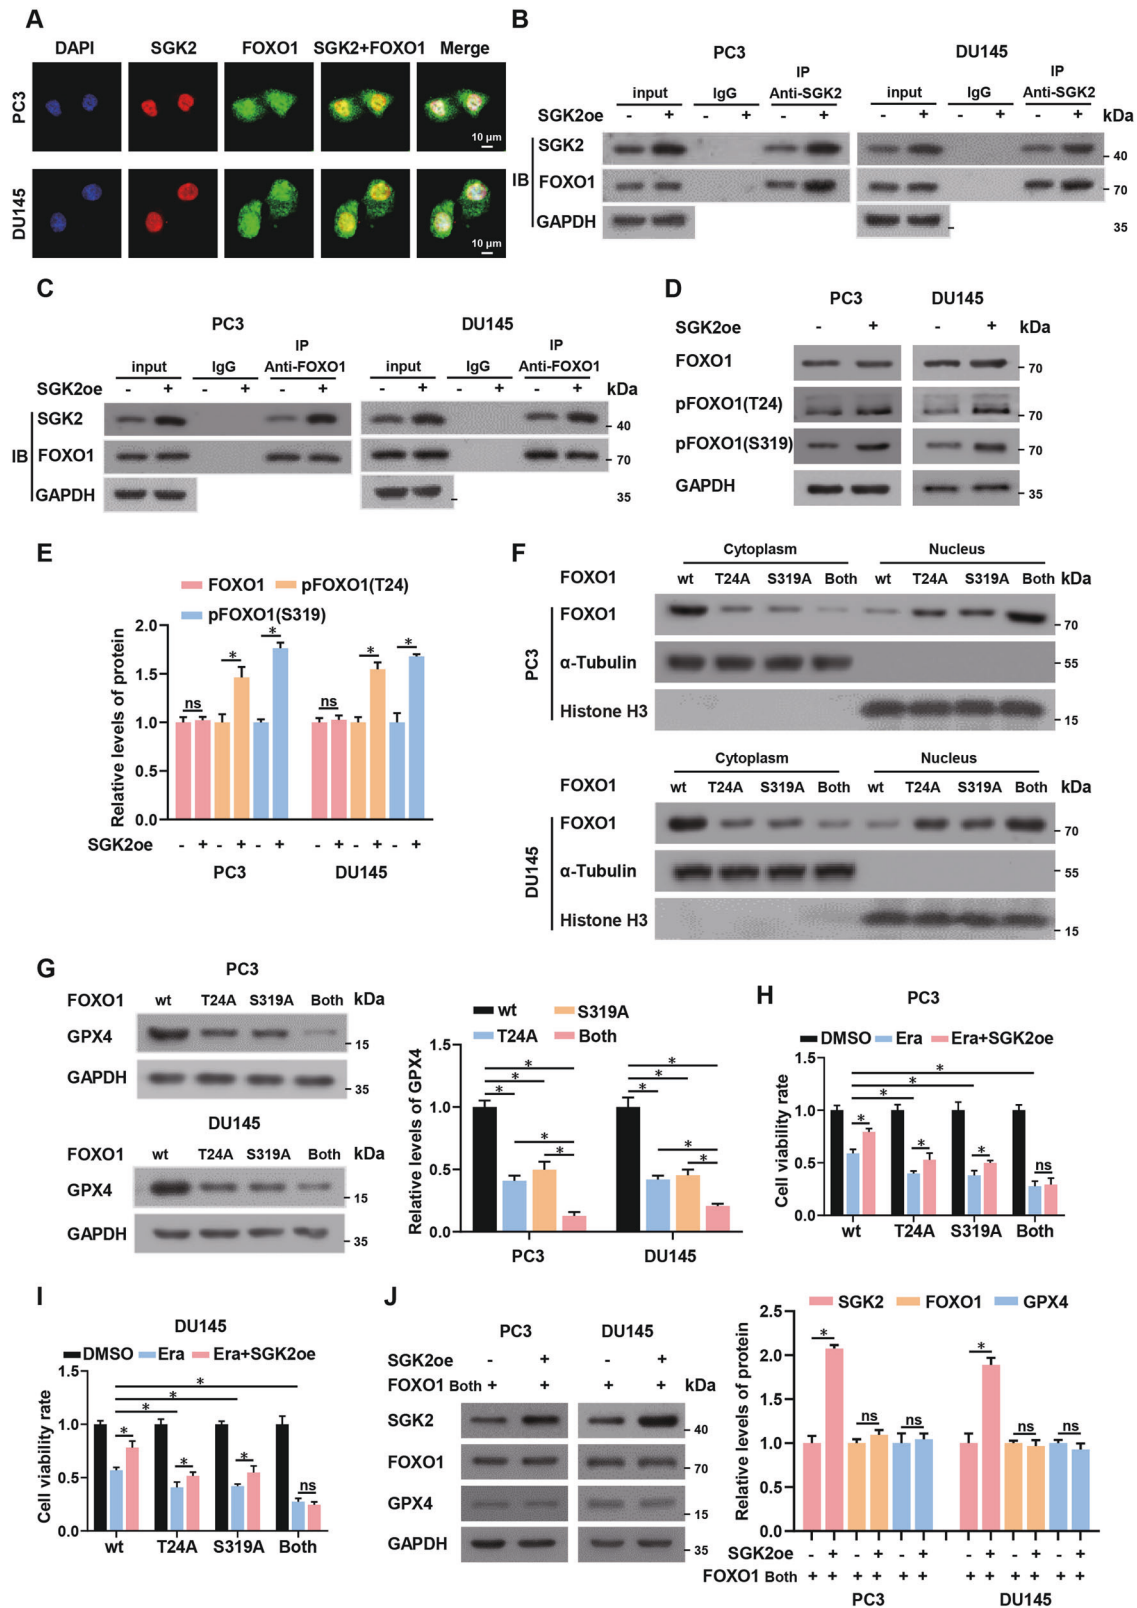 A
DAPI SGK2 FOXO1 SGK2+FOXO1 Merge
PC3
10 μm
DU145
10 μm
B
PC3 DU145
input IgG IP Anti-SGK2 input IgG IP Anti-SGK2
SGK2oe - + - + - + - + - + - + kDa
IB
SGK2 40
FOXO1 70
GAPDH 35
C
PC3 DU145
input IgG IP Anti-FOXO1 input IgG IP Anti-FOXO1
SGK2oe - + - + - + - + - + - + kDa
IB
SGK2 40
FOXO1 70
GAPDH 35
D
PC3 DU145
SGK2oe - + - + kDa
FOXO1 70
pFOXO1(T24) 70
pFOXO1(S319) 70
GAPDH 35
E
FOXO1 pFOXO1(T24)
pFOXO1(S319)
Relative levels of protein
2.0
1.5
1.0
0.5
0.0
ns * * ns * *
SGK2oe - + - + - + - + - + - +
PC3 DU145
F
Cytoplasm Nucleus
FOXO1 wt T24A S319A Both wt T24A S319A Both kDa
PC3
FOXO1 70
α-Tubulin 55
Histone H3 15
Cytoplasm Nucleus
FOXO1 wt T24A S319A Both wt T24A S319A Both kDa
DU145
FOXO1 70
α-Tubulin 55
Histone H3 15
G
PC3
FOXO1 wt T24A S319A Both kDa
GPX4 15
GAPDH 35
DU145
FOXO1 wt T24A S319A Both kDa
GPX4 15
GAPDH 35
wt S319A
T24A Both
Relative levels of GPX4
1.5
1.0
0.5
0.0
* * * * * * * * * *
PC3 DU145
H
PC3
DMSO Era Era+SGK2oe
Cell viability rate
1.5
1.0
0.5
0.0
* * * * * * ns
wt T24A S319A Both
I
DU145
DMSO Era Era+SGK2oe
Cell viability rate
1.5
1.0
0.5
0.0
* * * * * * ns
wt T24A S319A Both
J
PC3 DU145
SGK2oe - + - +
FOXO1 Both + + + + kDa
SGK2 40
FOXO1 70
GPX4 15
GAPDH 35
SGK2 FOXO1 GPX4
Relative levels of protein
2.5
2.0
1.5
1.0
0.5
0.0
* ns ns * ns ns
SGK2oe - + - + - + - + - + - +
FOXO1 Both + + + + + + + + + + + +
PC3 DU145